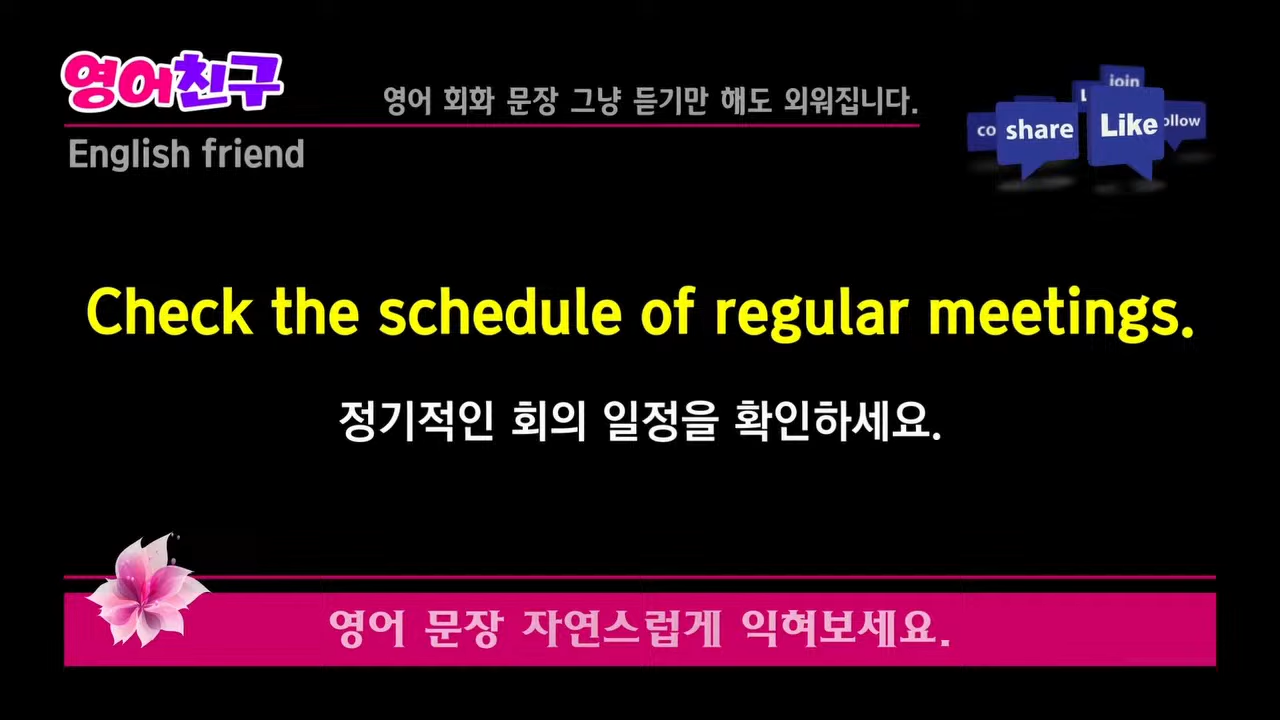 영어친구
영어 회화 문장 그냥 듣기만 해도 외워집니다.
English friend
join
share
Like
Check the schedule of regular meetings.
정기적인 회의 일정을 확인하세요.
영어 문장 자연스럽게 익혀보세요.